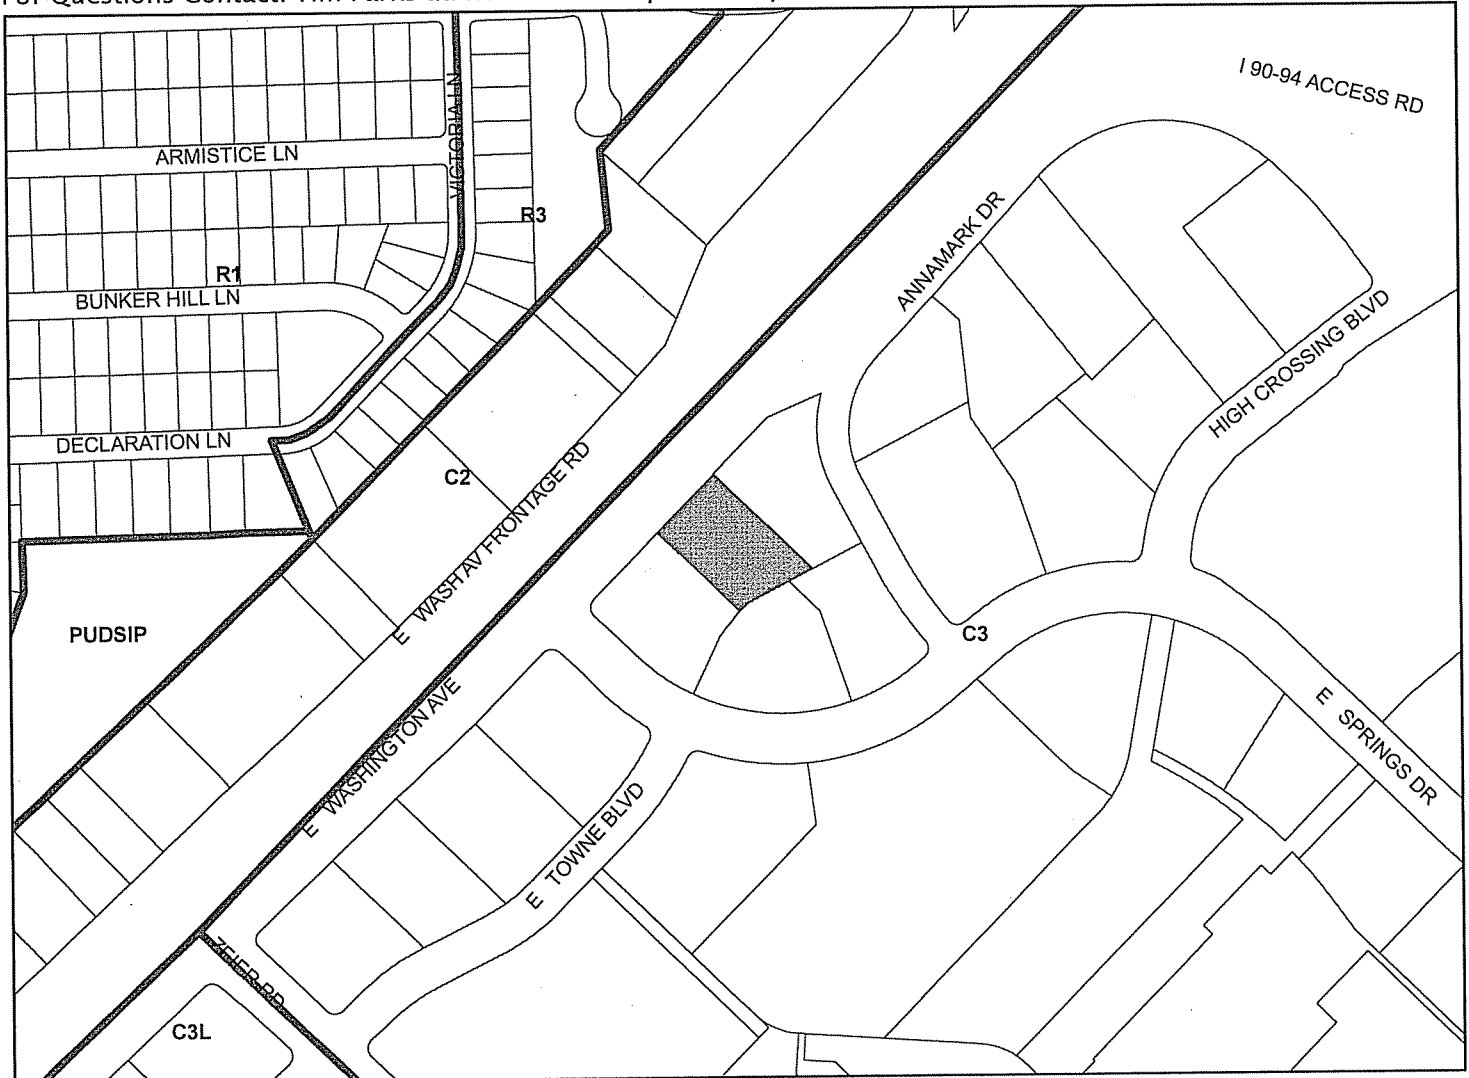 I 90-94 ACCESS RD
VICTORIA LN
ARMISTICE LN
R3
ANNAMARK DR
R1
BUNKER HILL LN
HIGH CROSSING BLVD
DECLARATION LN
C2
E WASH AV FRONTAGE RD
PUDSIP
C3
E WASHINGTON AVE
E SPRINGS DR
E TOWNE BLVD
ZEIER RD
C3L